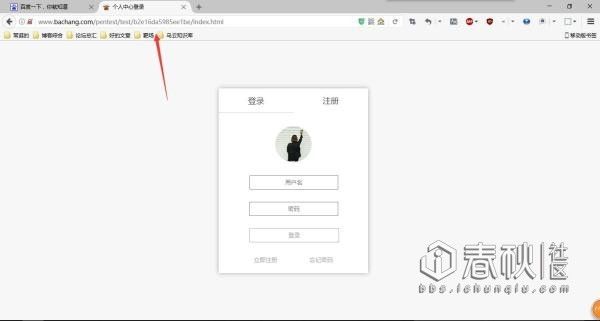 百度一下，你就知道
个人中心登录
www.bachang.com/pentest/test/b2e16da5985ee1be/index.html
常逛的
博客综合
论坛总汇
好的文章
靶场
乌云知识库
移动版书签
登录
注册
用户名
密码
登录
立即注册
忘记密码
春秋
社区
bbs.ichunqiu.com